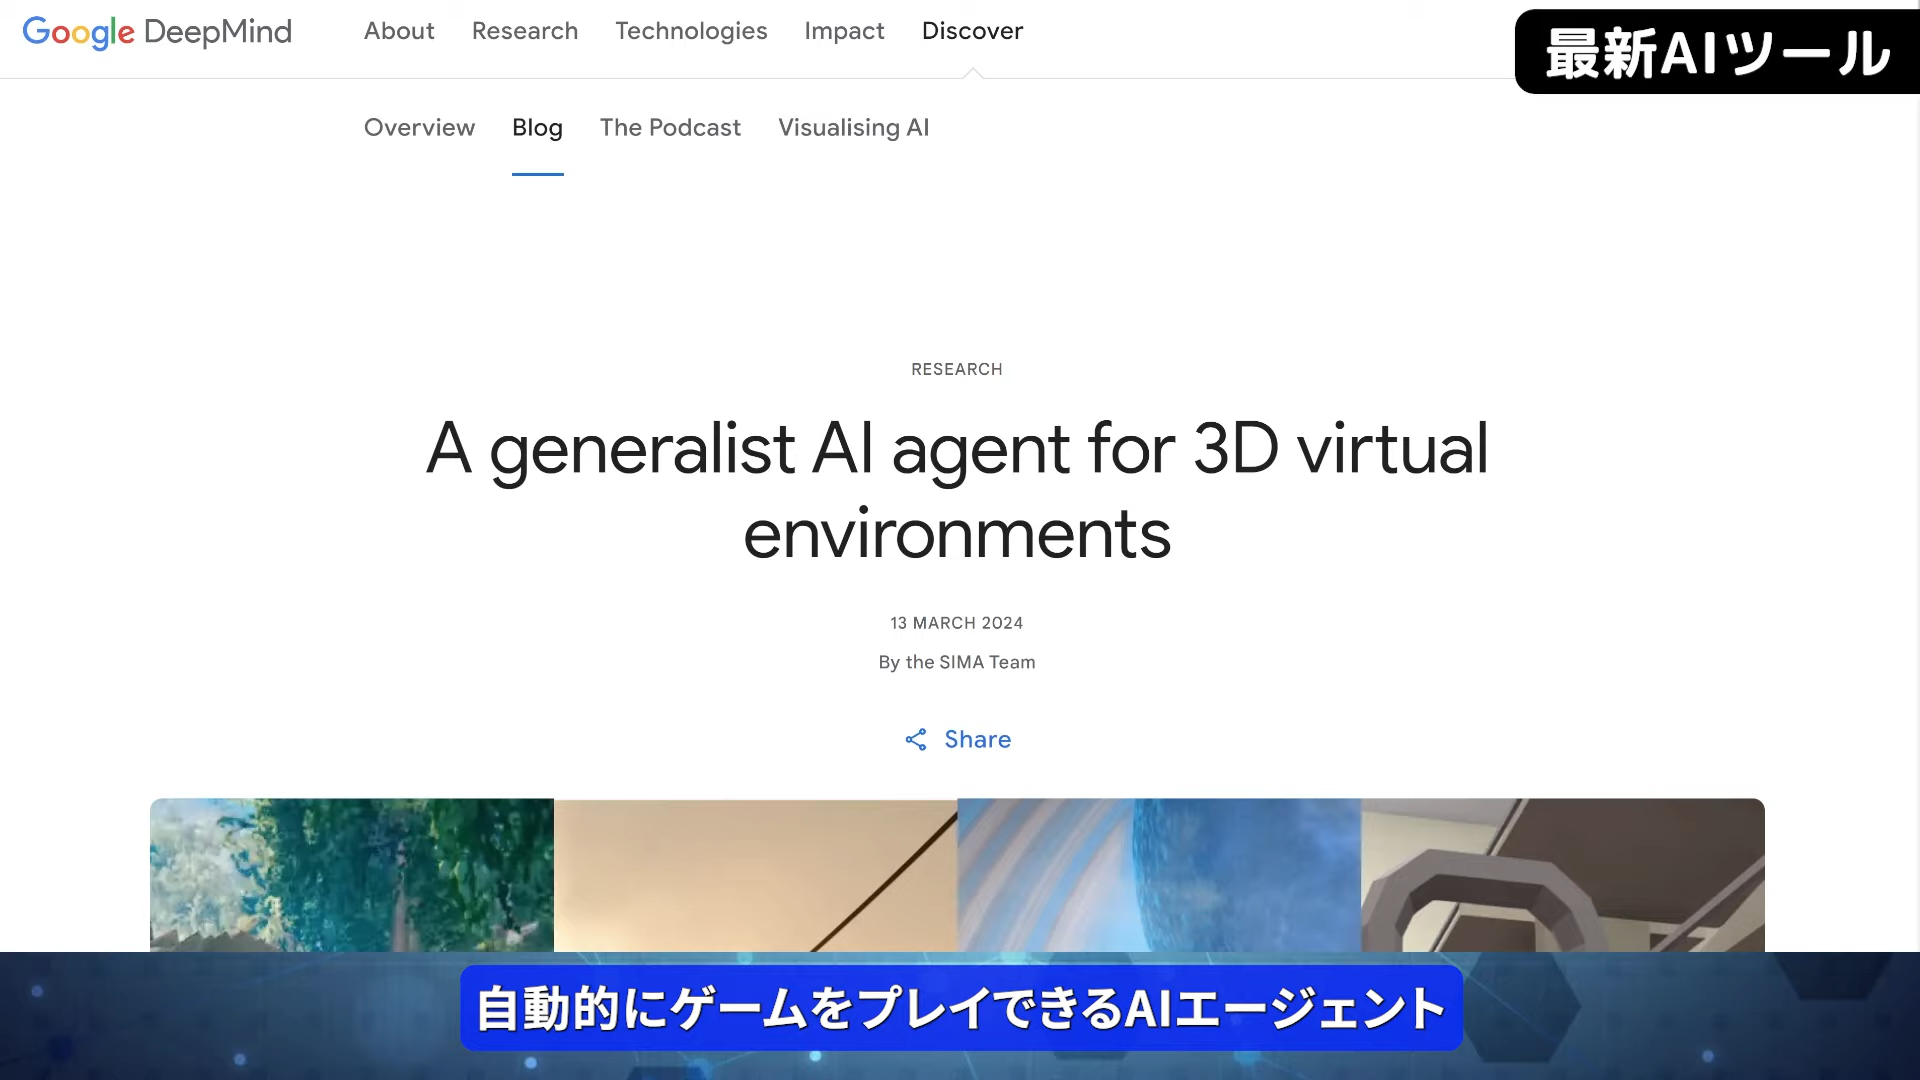 Google DeepMind About Research Technologies Impact Discover
最新AIツール
Overview Blog The Podcast Visualising AI
RESEARCH
A generalist AI agent for 3D virtual
environments
13 MARCH 2024
By the SIMA Team
Share
自動的にゲームをプレイできるAIエージェント